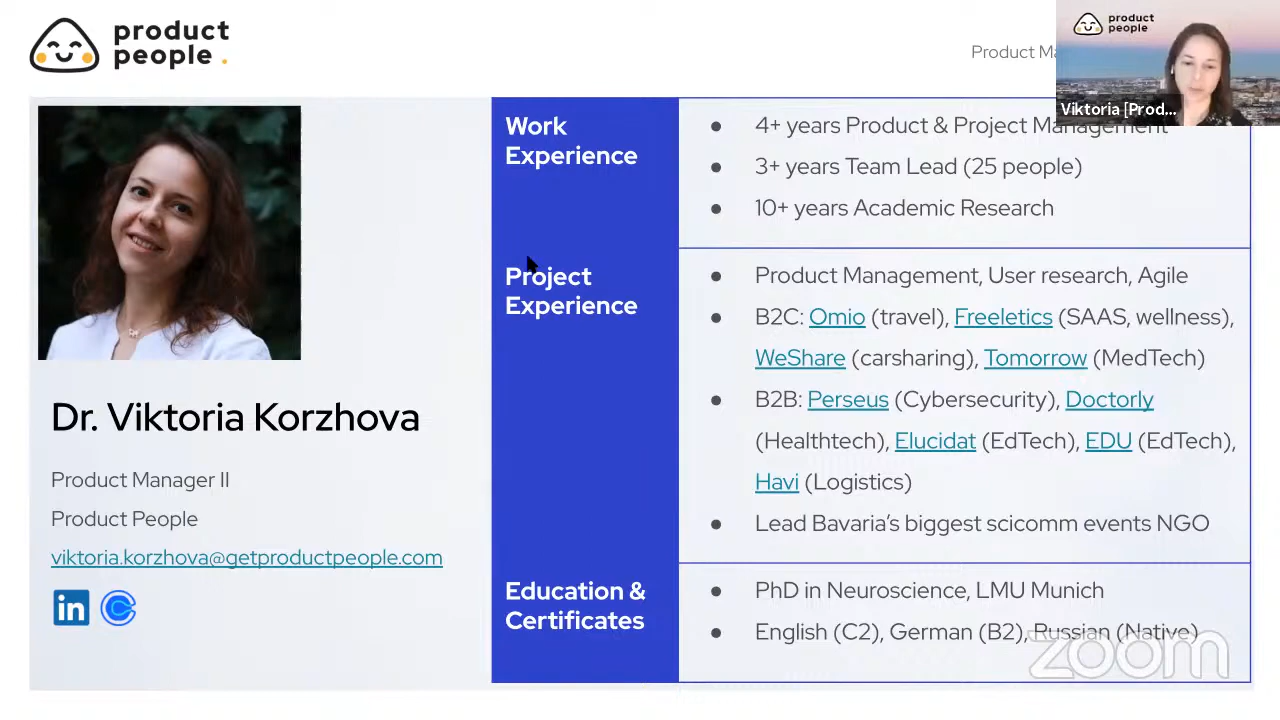 product
people.
Product Ma
product
people
Viktoria [Prod...
Work
Experience
4+ years Product & Project Management
3+ years Team Lead (25 people)
10+ years Academic Research
Project
Experience
Product Management, User research, Agile
B2C: Omio (travel), Freeletics (SAAS, wellness),
WeShare (carsharing), Tomorrow (MedTech)
B2B: Perseus (Cybersecurity), Doctorly
(Healthtech), Elucidat (EdTech), EDU (EdTech),
Havi (Logistics)
Lead Bavaria's biggest scicomm events NGO
Education &
Certificates
PhD in Neuroscience, LMU Munich
English (C2), German (B2), Russian (Native)
Dr. Viktoria Korzhova
Product Manager II
Product People
viktoria.korzhova@getproductpeople.com
in
zoom